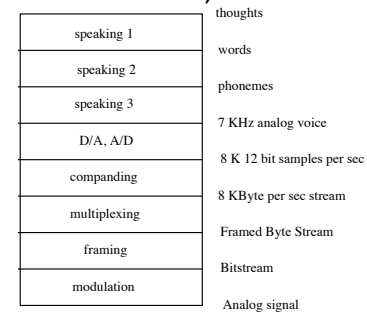 thoughts
speaking 1
words
speaking 2
phonemes
speaking 3
7 KHz analog voice
D/A, A/D
8 K 12 bit samples per sec
companding
8 KByte per sec stream
multiplexing
Framed Byte Stream
framing
Bitstream
modulation
Analog signal